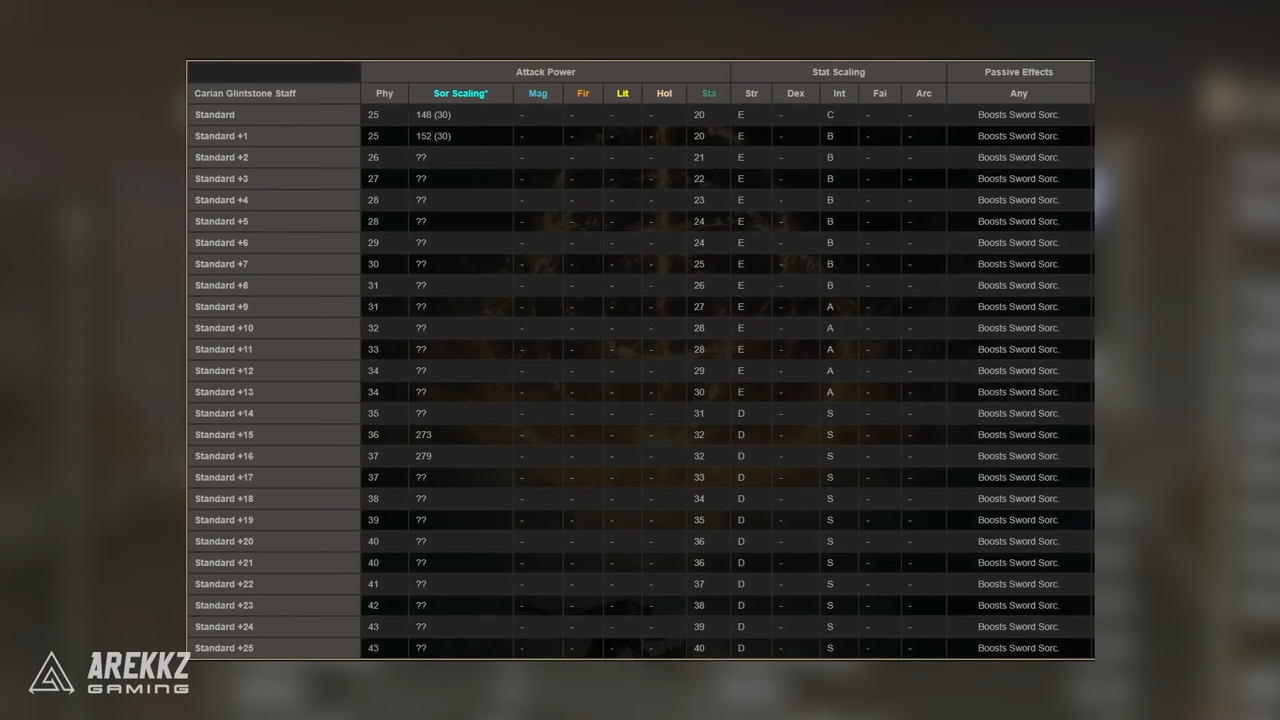 Attack Power Stat Scaling Passive Effects
Carian Glintstone Staff Phy Sor Scaling* Mag Fir Lit Hol Sta Str Dex Int Fai Arc Any
Standard 25 148 (30) - - - - 20 E - C - - Boosts Sword Sorc.
Standard +1 25 152 (30) - - - - 20 E - B - - Boosts Sword Sorc.
Standard +2 26 ?? - - - - 21 E - B - - Boosts Sword Sorc.
Standard +3 27 ?? - - - - 22 E - B - - Boosts Sword Sorc.
Standard +4 28 ?? - - - - 23 E - B - - Boosts Sword Sorc.
Standard +5 28 ?? - - - - 24 E - B - - Boosts Sword Sorc.
Standard +6 29 ?? - - - - 24 E - B - - Boosts Sword Sorc.
Standard +7 30 ?? - - - - 25 E - B - - Boosts Sword Sorc.
Standard +8 31 ?? - - - - 26 E - B - - Boosts Sword Sorc.
Standard +9 31 ?? - - - - 27 E - A - - Boosts Sword Sorc.
Standard +10 32 ?? - - - - 28 E - A - - Boosts Sword Sorc.
Standard +11 33 ?? - - - - 28 E - A - - Boosts Sword Sorc.
Standard +12 34 ?? - - - - 29 E - A - - Boosts Sword Sorc.
Standard +13 34 ?? - - - - 30 E - A - - Boosts Sword Sorc.
Standard +14 35 ?? - - - - 31 D - S - - Boosts Sword Sorc.
Standard +15 36 273 - - - - 32 D - S - - Boosts Sword Sorc.
Standard +16 37 279 - - - - 32 D - S - - Boosts Sword Sorc.
Standard +17 37 ?? - - - - 33 D - S - - Boosts Sword Sorc.
Standard +18 38 ?? - - - - 34 D - S - - Boosts Sword Sorc.
Standard +19 39 ?? - - - - 35 D - S - - Boosts Sword Sorc.
Standard +20 40 ?? - - - - 36 D - S - - Boosts Sword Sorc.
Standard +21 40 ?? - - - - 36 D - S - - Boosts Sword Sorc.
Standard +22 41 ?? - - - - 37 D - S - - Boosts Sword Sorc.
Standard +23 42 ?? - - - - 38 D - S - - Boosts Sword Sorc.
Standard +24 43 ?? - - - - 39 D - S - - Boosts Sword Sorc.
Standard +25 43 ?? - - - - 40 D - S - - Boosts Sword Sorc.
AREKKZ
GAMING